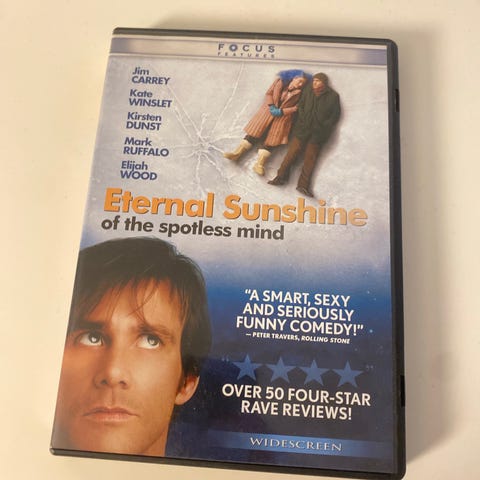 FOCUS
FEATURES
Jim
CARREY
Kate
WINSLET
Kirsten
DUNST
Mark
RUFFALO
Elijah
WOOD
Eternal Sunshine
of the spotless mind
"A SMART, SEXY
AND SERIOUSLY
FUNNY COMEDY!"
— PETER TRAVERS, ROLLING STONE
OVER 50 FOUR-STAR
RAVE REVIEWS!
WIDESCREEN